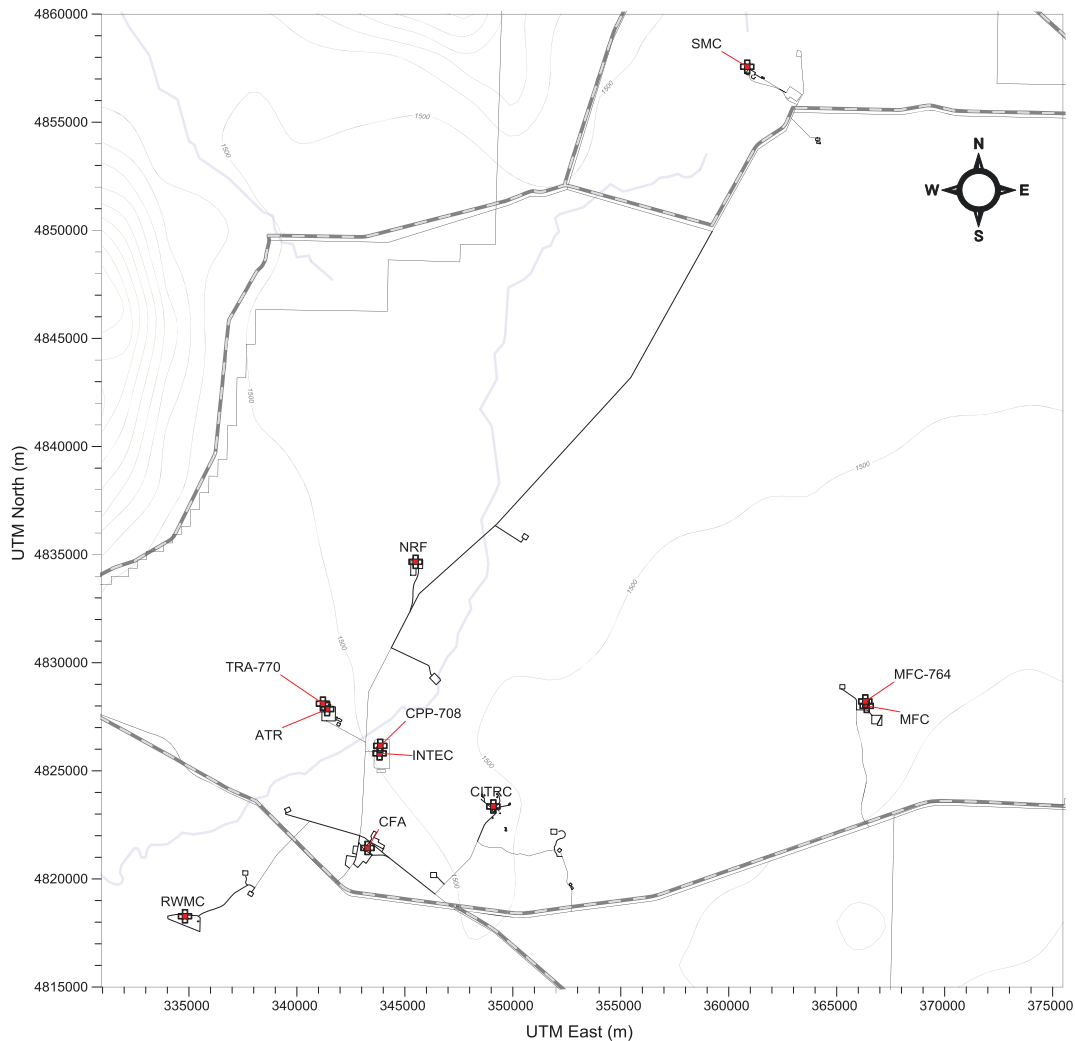 4860000
SMC
1500
4855000
1500
1500
N
W E
S
4850000
4845000
1500
4840000
1500
UTM North (m)
4835000
NRF
1500
1500
4830000
TRA-770
MFC-764
CPP-708
MFC
ATR
INTEC
1500
4825000
CITRC
CFA
4820000
1500
RWMC
4815000
335000 340000 345000 350000 355000 360000 365000 370000 375000
UTM East (m)